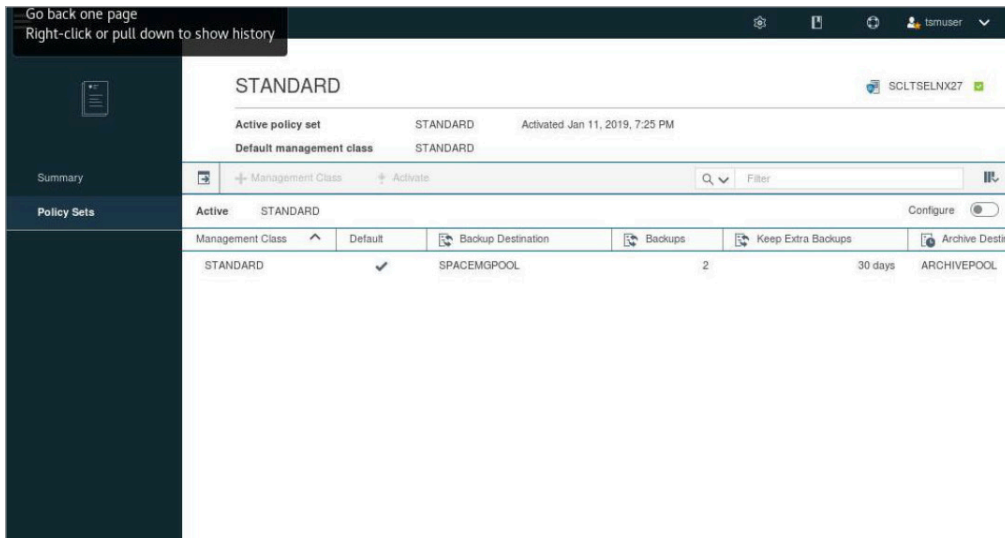 Go back one page
Right-click or pull down to show history
tsmuser
STANDARD
SCLTSELNX27
Active policy set STANDARD Activated Jan 11, 2019, 7:25 PM
Default management class STANDARD
Summary
+ Management Class Activate Filter
Policy Sets
Active STANDARD Configure
Management Class Default Backup Destination Backups Keep Extra Backups Archive Desti
STANDARD SPACEMGPOOL 2 30 days ARCHIVEPOOL